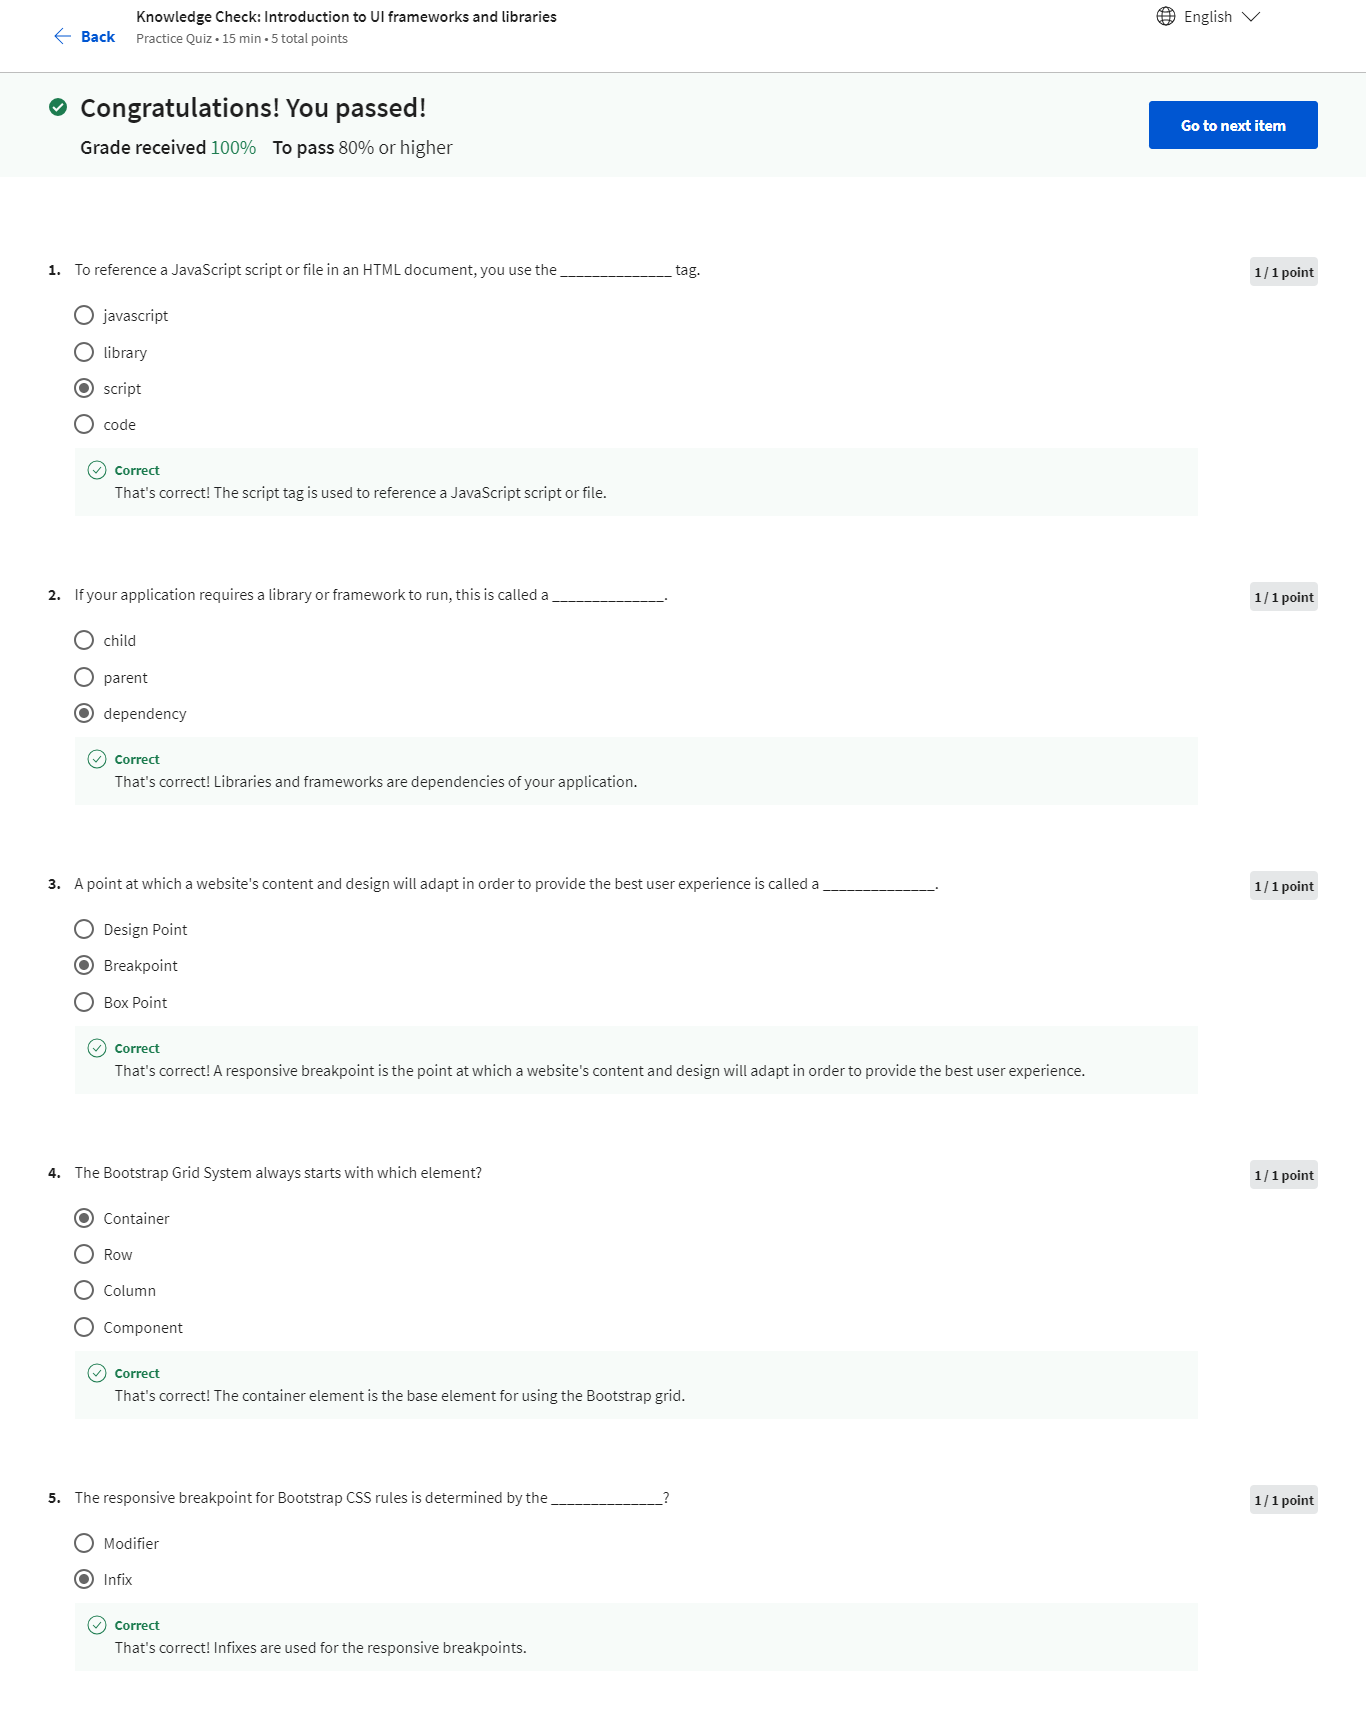 Back
Knowledge Check: Introduction to UI frameworks and libraries
Practice Quiz • 15 min • 5 total points
English
Congratulations! You passed!
Grade received 100% To pass 80% or higher
Go to next item
1. To reference a JavaScript script or file in an HTML document, you use the ______________ tag.
1 / 1 point
javascript
library
script
code
Correct
That's correct! The script tag is used to reference a JavaScript script or file.
2. If your application requires a library or framework to run, this is called a ______________.
1 / 1 point
child
parent
dependency
Correct
That's correct! Libraries and frameworks are dependencies of your application.
3. A point at which a website's content and design will adapt in order to provide the best user experience is called a ______________.
1 / 1 point
Design Point
Breakpoint
Box Point
Correct
That's correct! A responsive breakpoint is the point at which a website's content and design will adapt in order to provide the best user experience.
4. The Bootstrap Grid System always starts with which element?
1 / 1 point
Container
Row
Column
Component
Correct
That's correct! The container element is the base element for using the Bootstrap grid.
5. The responsive breakpoint for Bootstrap CSS rules is determined by the ______________?
1 / 1 point
Modifier
Infix
Correct
That's correct! Infixes are used for the responsive breakpoints.